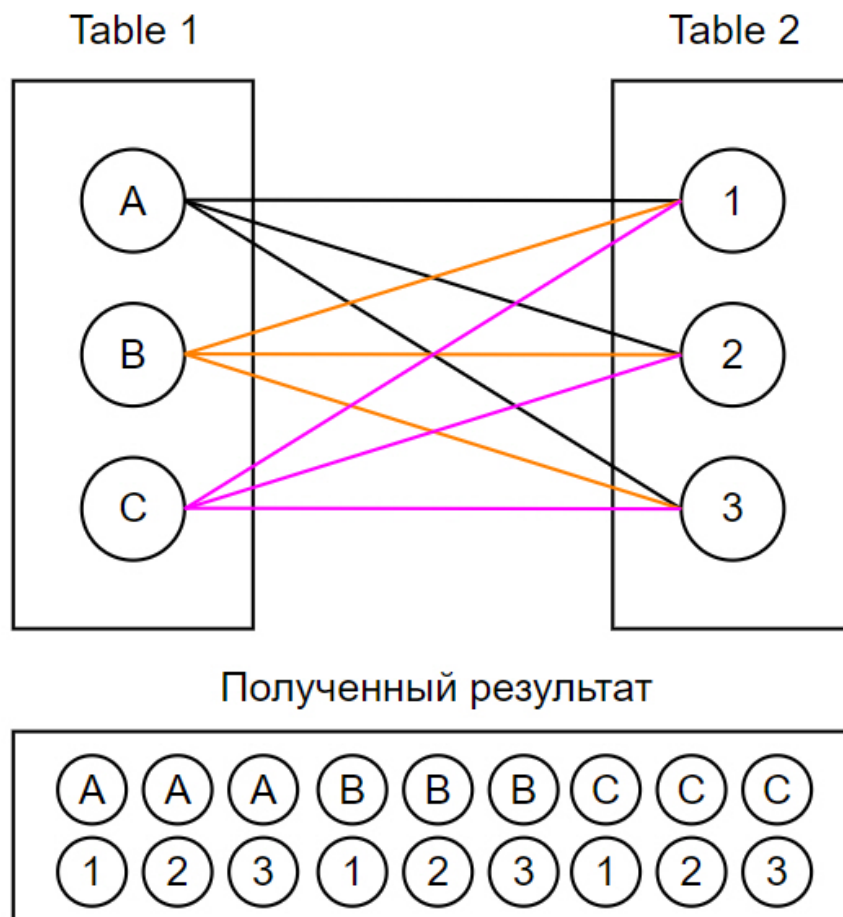 Table 1 Table 2
A 1
B 2
C 3
Полученный результат
A A A B B B C C C
1 2 3 1 2 3 1 2 3